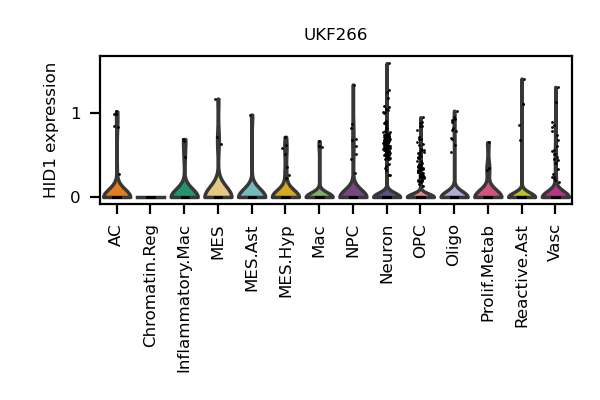 UKF266
HID1 expression
1
0
AC
Chromatin.Reg
Inflammatory.Mac
MES
MES.Ast
MES.Hyp
Mac
NPC
Neuron
OPC
Oligo
Prolif.Metab
Reactive.Ast
Vasc